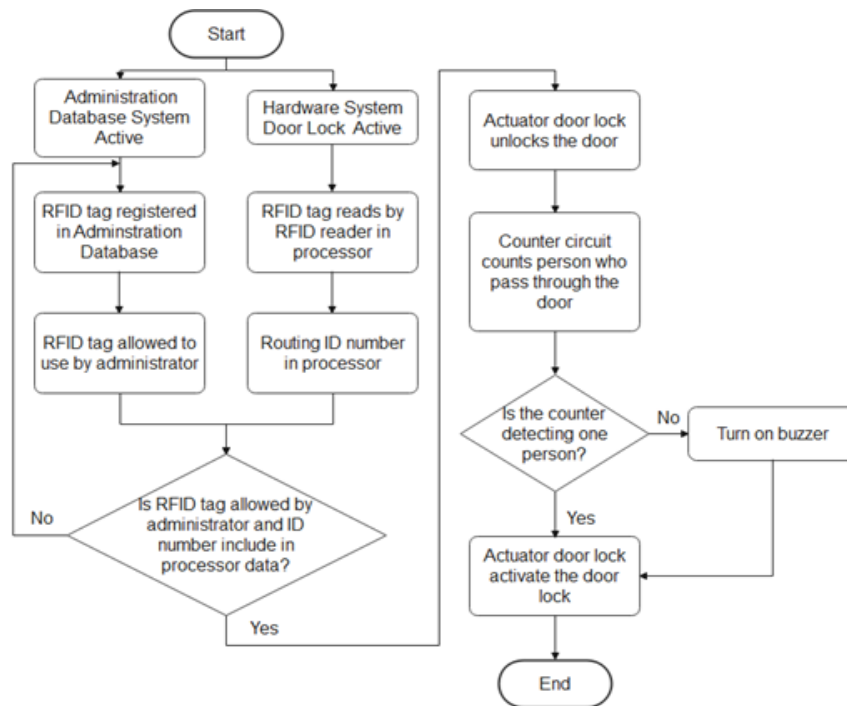 Start
Administration
Database System
Active
Hardware System
Door Lock Active
RFID tag registered
in Adminstration
Database
RFID tag reads by
RFID reader in
processor
RFID tag allowed to
use by administrator
Routing ID number
in processor
Is RFID tag allowed by
administrator and ID
number include in
processor data?
No
Yes
Actuator door lock
unlocks the door
Counter circuit
counts person who
pass through the
door
Is the counter
detecting one
person?
No
Turn on buzzer
Yes
Actuator door lock
activate the door
lock
End